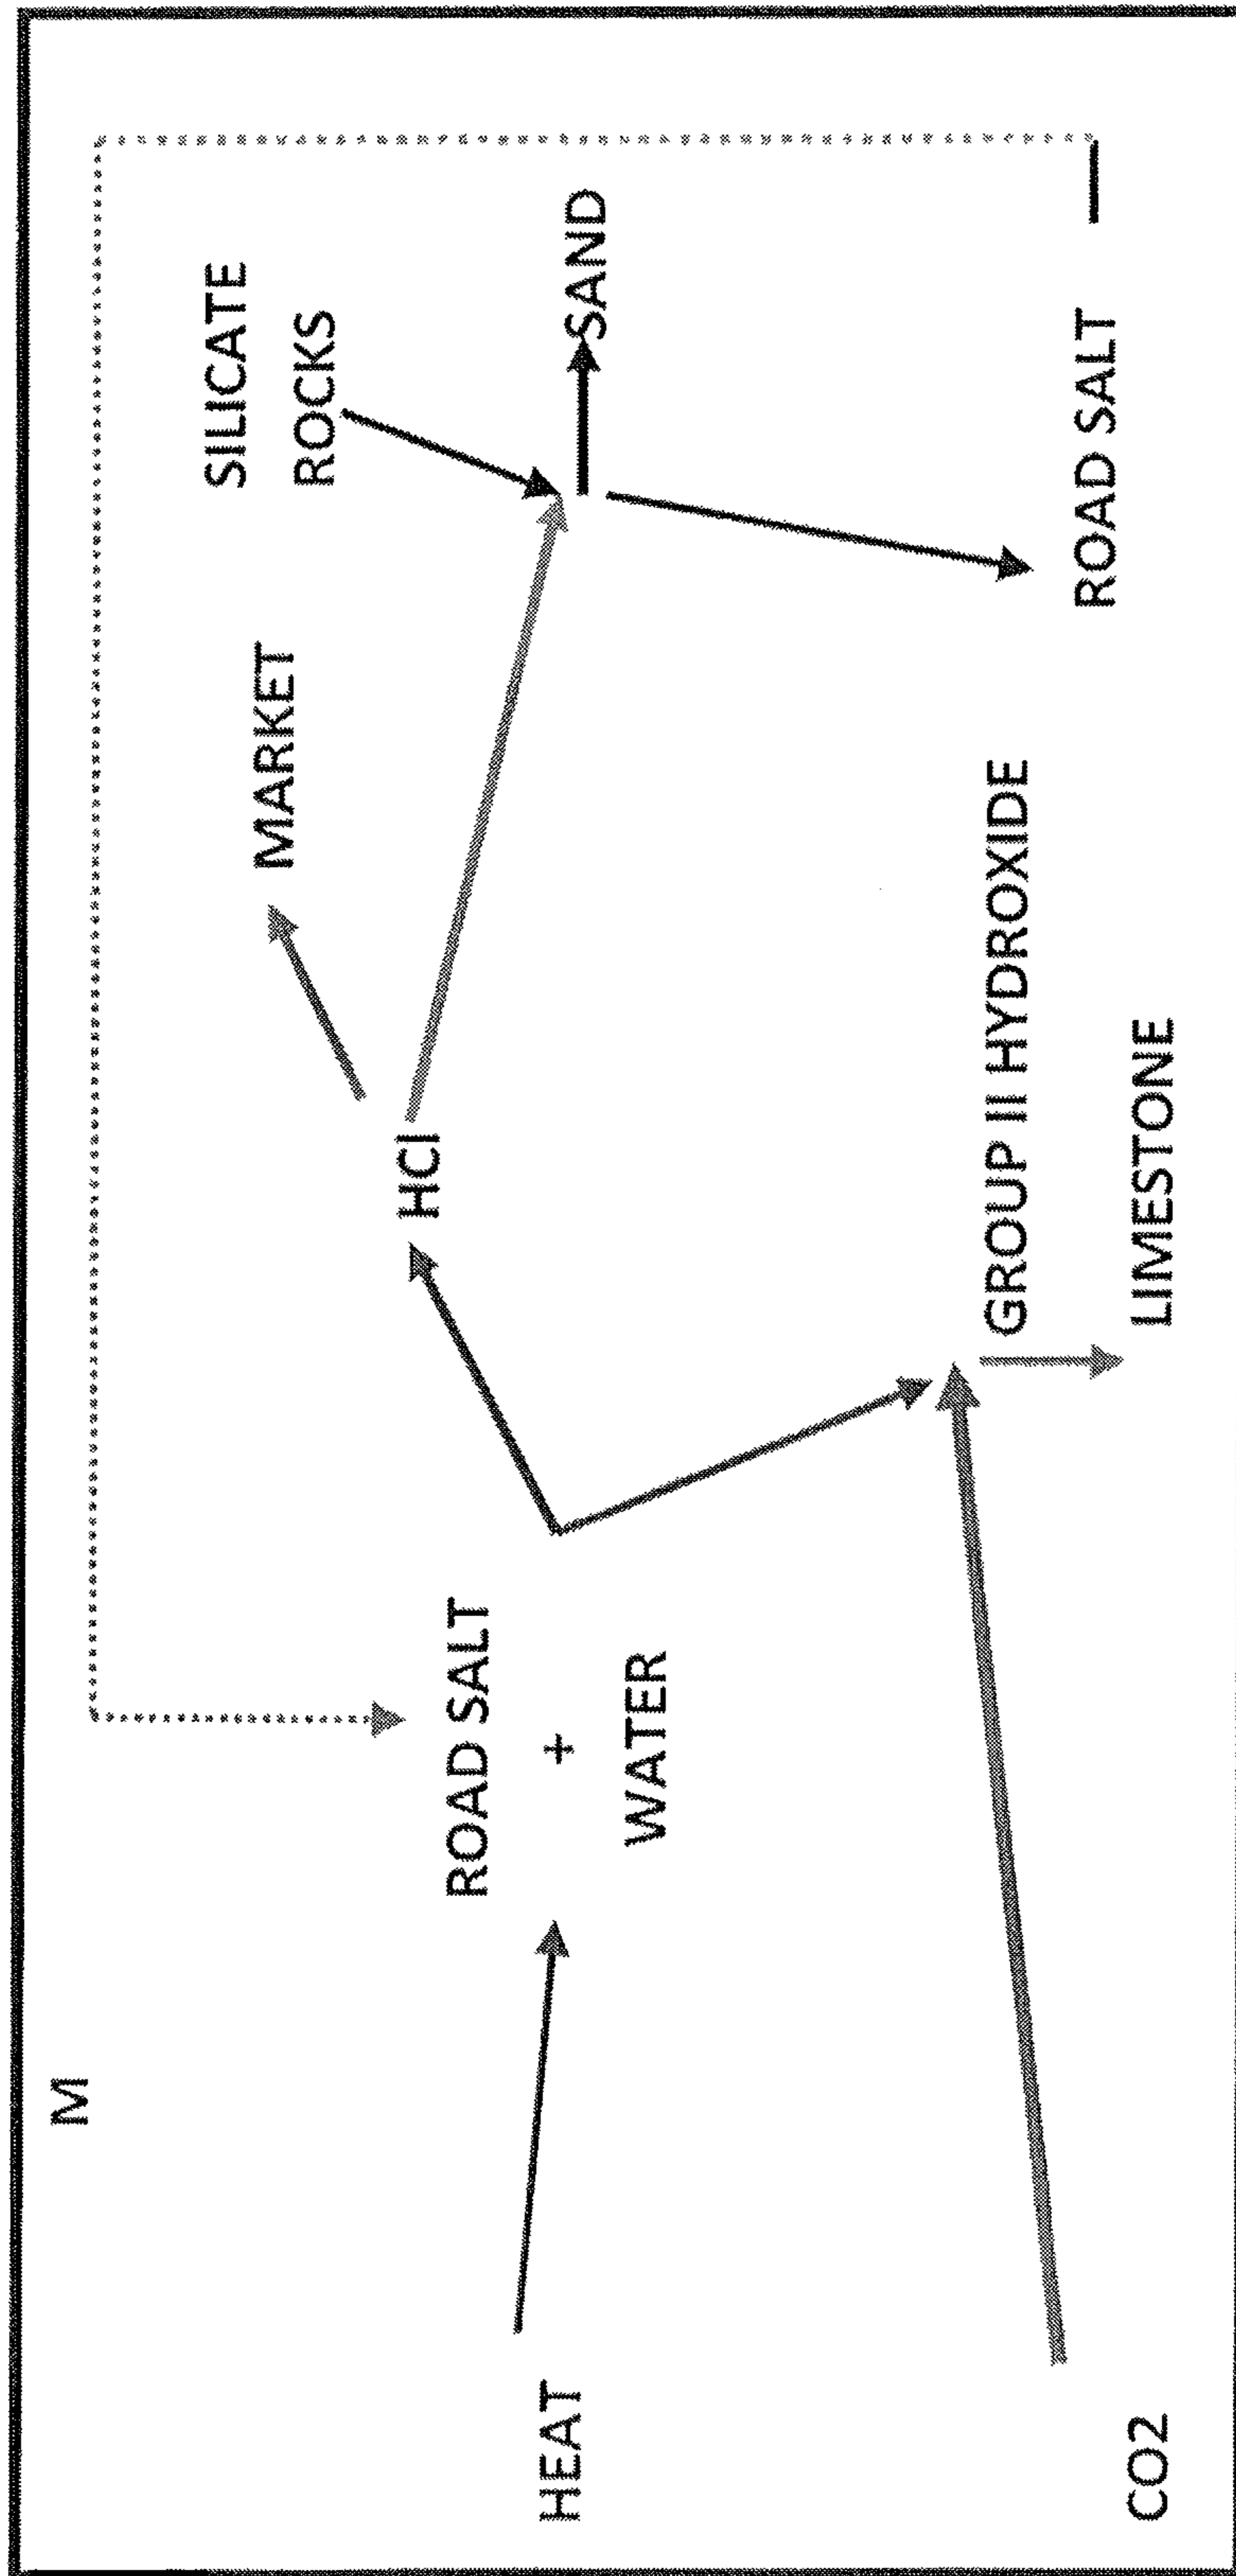 M
SILICATE
ROCKS
MARKET
HCl
SAND
ROAD SALT
+
WATER
HEAT
GROUP II HYDROXIDE
ROAD SALT
LIMESTONE
CO2